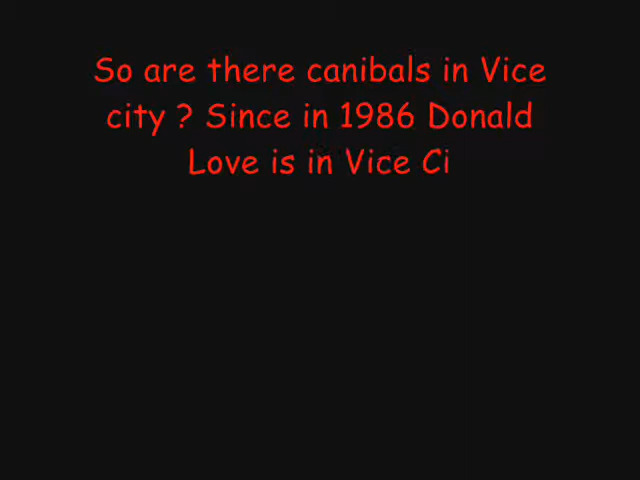 So are there canibals in Vice
city ? Since in 1986 Donald
Love is in Vice Ci